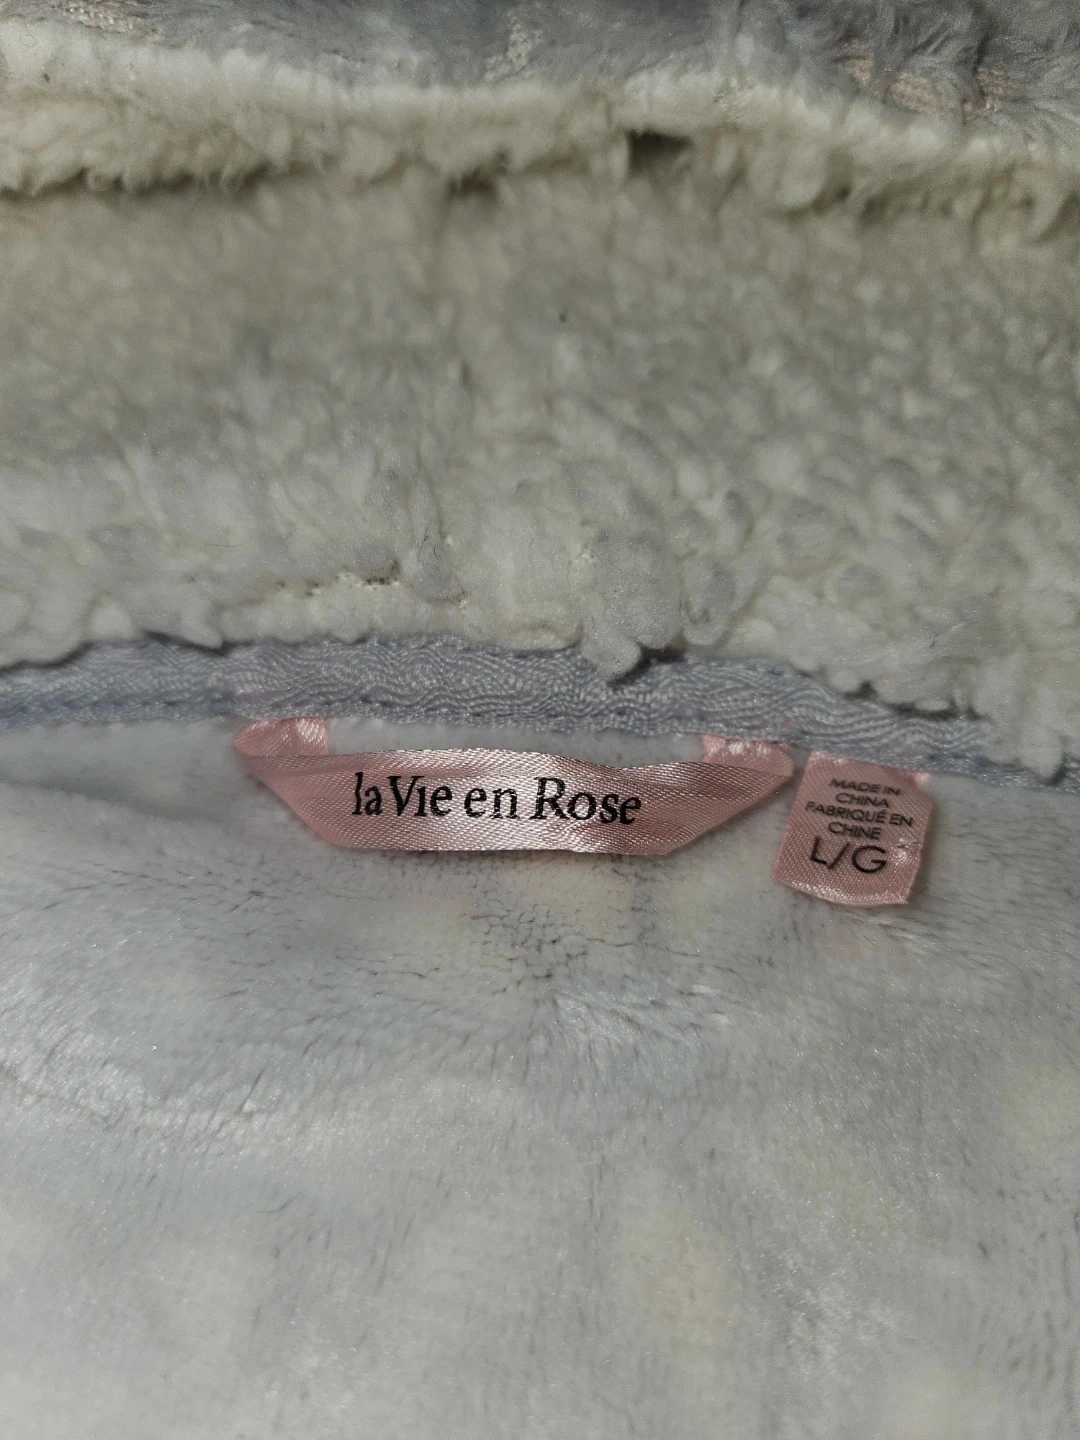 la Vie en Rose
MADE IN
CHINA
FABRIQUÉ EN
CHINE
L/G